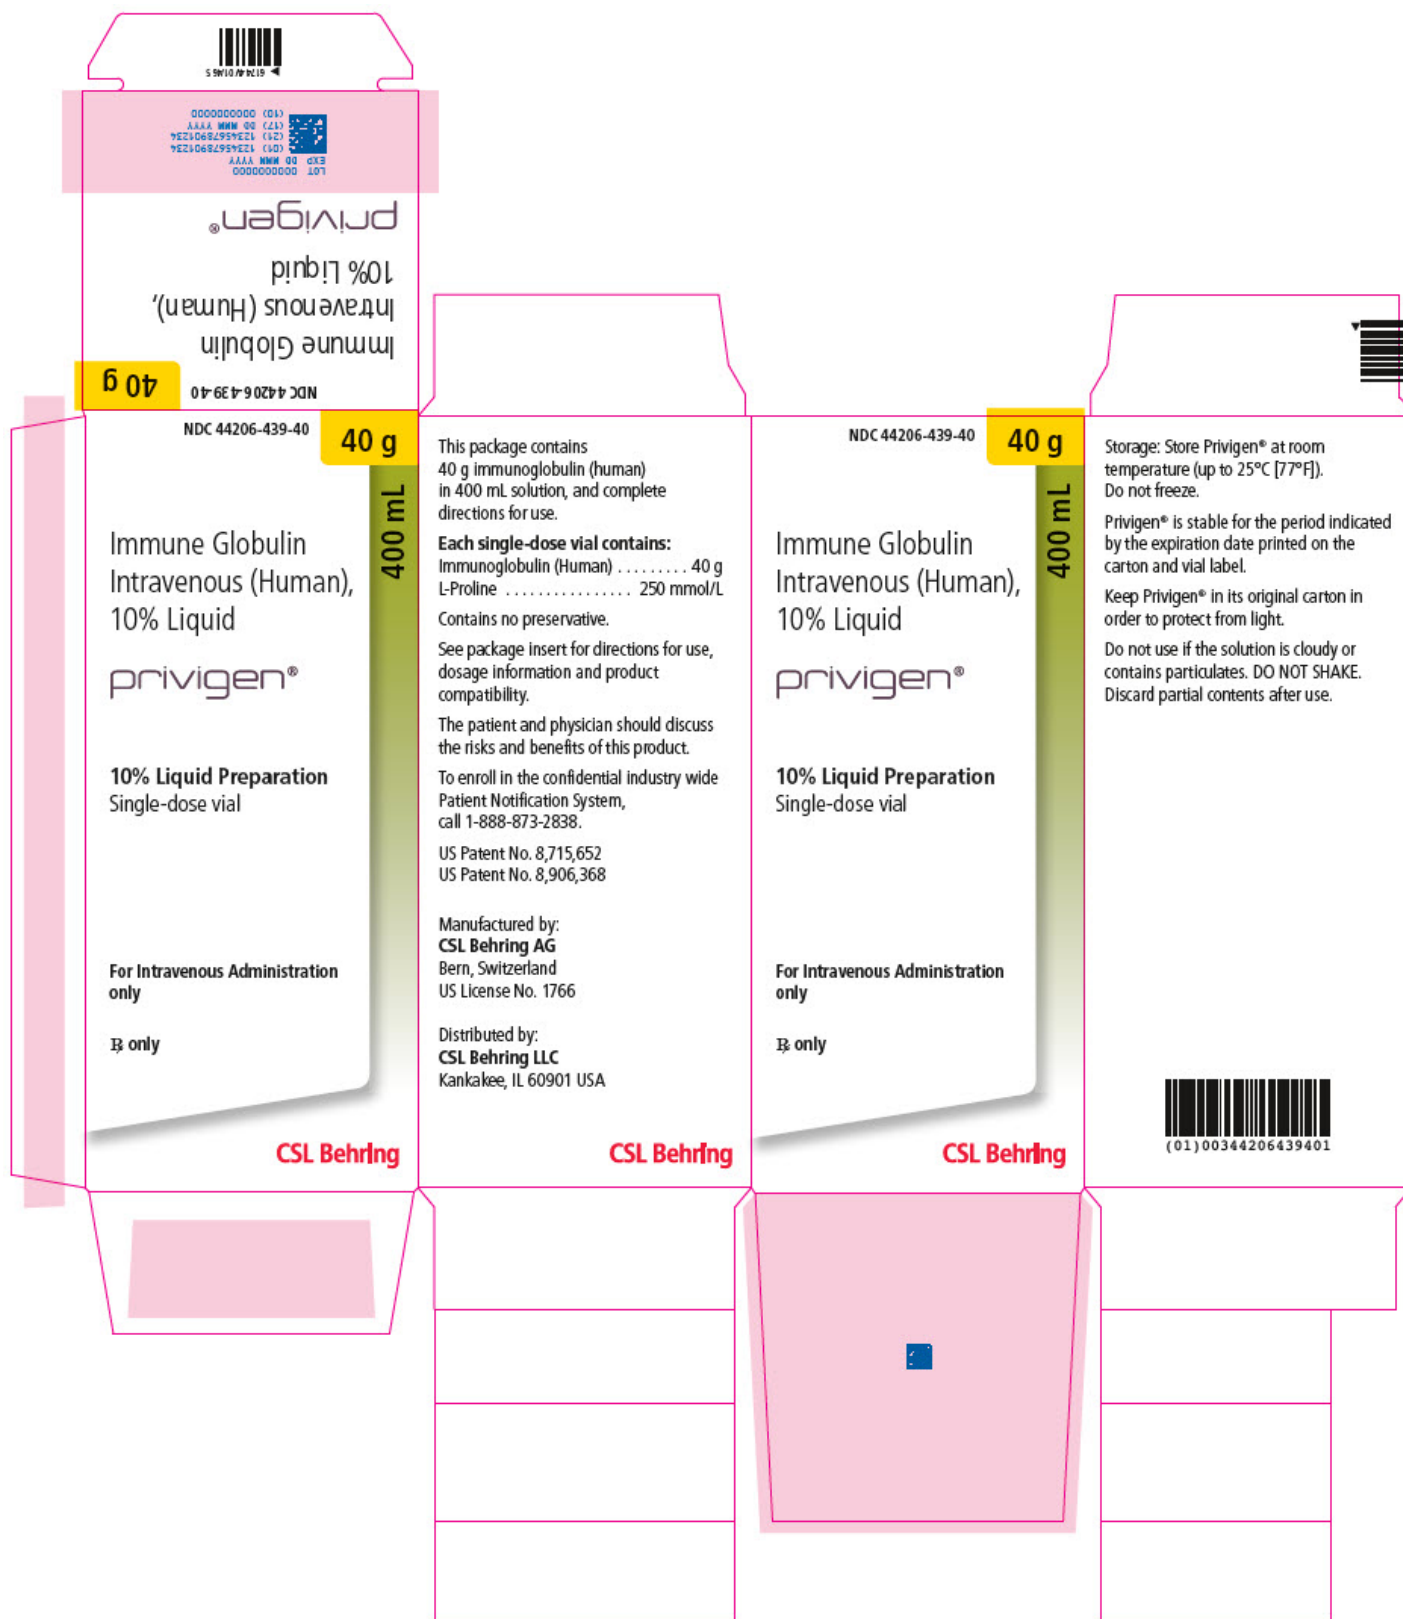 6174/4/ 01/46 S
LOT 0000000000
EXP DD MMM YYYY
(01) 12345678901234
(21) 12345678901234
(17) DD MMM YYYY
(10) 0000000000
privigen®
10% Liquid
Intravenous (Human),
Immune Globulin
NDC 44206-439-40
40 g
NDC 44206-439-40
40 g
400 mL
Immune Globulin
Intravenous (Human),
10% Liquid
privigen®
10% Liquid Preparation
Single-dose vial
For Intravenous Administration
only
℞ only
CSL Behring
This package contains
40 g immunoglobulin (human)
in 400 mL solution, and complete
directions for use.
Each single-dose vial contains:
Immunoglobulin (Human) . . . . . . . . . 40 g
L-Proline . . . . . . . . . . . . . . . . 250 mmol/L
Contains no preservative.
See package insert for directions for use,
dosage information and product
compatibility.
The patient and physician should discuss
the risks and benefits of this product.
To enroll in the confidential industry wide
Patient Notification System,
call 1-888-873-2838.
US Patent No. 8,715,652
US Patent No. 8,906,368
Manufactured by:
CSL Behring AG
Bern, Switzerland
US License No. 1766
Distributed by:
CSL Behring LLC
Kankakee, IL 60901 USA
CSL Behring
NDC 44206-439-40
40 g
400 mL
Immune Globulin
Intravenous (Human),
10% Liquid
privigen®
10% Liquid Preparation
Single-dose vial
For Intravenous Administration
only
℞ only
CSL Behring
Storage: Store Privigen® at room
temperature (up to 25°C [77°F]).
Do not freeze.
Privigen® is stable for the period indicated
by the expiration date printed on the
carton and vial label.
Keep Privigen® in its original carton in
order to protect from light.
Do not use if the solution is cloudy or
contains particulates. DO NOT SHAKE.
Discard partial contents after use.
(01)00344206439401